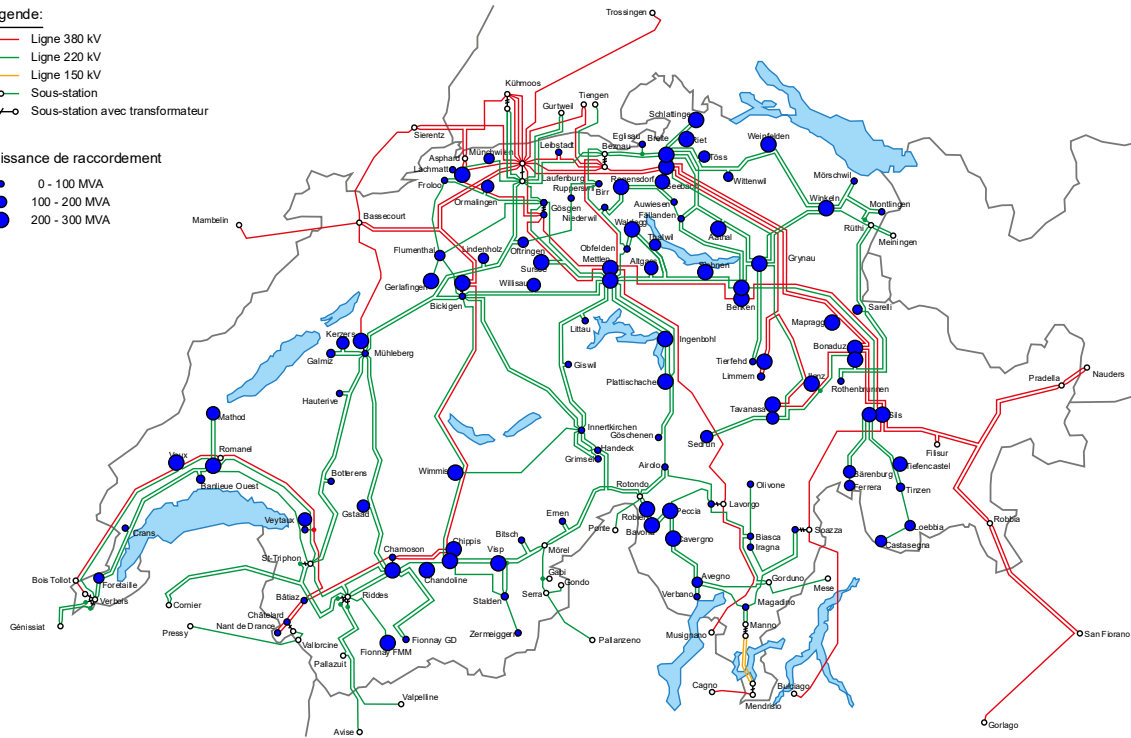 égende:
Ligne 380 kV
Ligne 220 kV
Ligne 150 kV
Sous-station
Sous-station avec transformateur
issance de raccordement
0 - 100 MVA
100 - 200 MVA
200 - 300 MVA
Trossingen
Kühmoos
Tiengen
Gurtweil
Sierentz
Schlattingen
Eglisau
Breite
Riet
Weinfelden
Beznau
Leibstadt
Münchwilen
Asphard
Lachmatt
Froloo
Töss
Wittenwil
Mörschwil
Laufenburg
Regensdorf
Seebach
Rupperswil
Birr
Ormalingen
Gösgen
Niederwil
Auwiesen
Fällanden
Winkeln
Montlingen
Rüthi
Meiningen
Mambelin
Bassecourt
Waldegg
Aathal
Thalwil
Obfelden
Flumenthal
Lindenholz
Oftringen
Sursee
Mettlen
Altgass
Siebnen
Grynau
Gerlafingen
Willisau
Bickigen
Benken
Sarelli
Mapragg
Littau
Kerzers
Galmiz
Mühleberg
Ingenbohl
Bonaduz
Giswil
Tierfehd
Limmern
Ilanz
Rothenbrunnen
Plattischachen
Pradella
Nauders
Hauterive
Mathod
Tavanasa
Sils
Innertkirchen
Göschenen
Sedrun
Filisur
Handeck
Grimsel
Romanel
Vaux
Banlieue Ouest
Wimmis
Airolo
Bärenburg
Tiefencastel
Ferrera
Tinzen
Botterens
Rotondo
Olivone
Gstaad
Lavorgo
Peccia
Robiei
Veytaux
Ernen
Ponte
Bavona
Soazza
Löbbia
Robbia
Crans
Bitsch
Cavergno
Biasca
Iragna
Castasegna
Mörel
Chippis
Visp
Chamoson
St-Triphon
Bois Tollot
Foretaille
Verbois
Chandoline
Gabi
Gondo
Serra
Avegno
Gorduno
Mese
Stalden
Verbano
Magadino
Cornier
Bâtiaz
Riddes
Génissiat
Pressy
Châtelard
Nant de Drance
Vallorcine
Zermeiggern
Fionnay GD
Fionnay FMM
Pallanzeno
Musignano
Manno
San Fiorano
Pallazuit
Valpelline
Cagno
Mendrisio
Bulciago
Avise
Gorlago